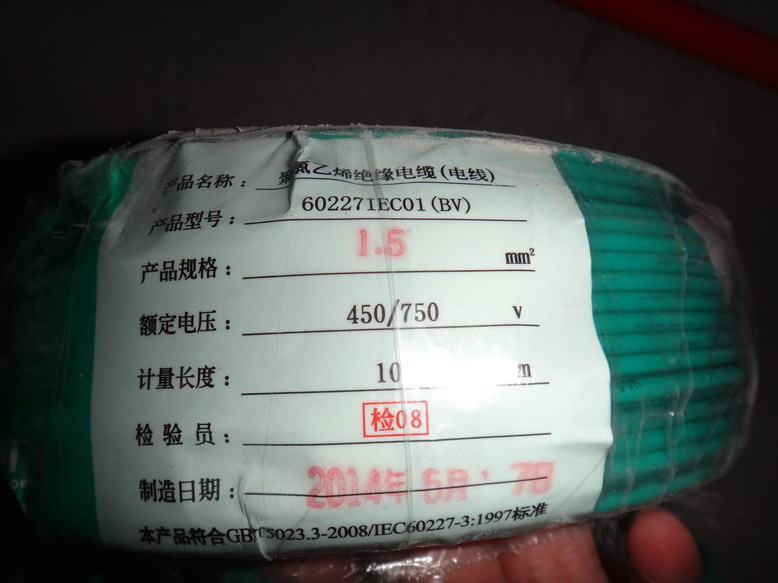 产品名称： 聚氯乙烯绝缘电缆(电线)
产品型号： 60227IEC01(BV)
产品规格： 1.5 mm²
额定电压： 450/750 V
计量长度： 10 m
检验员： 检08
制造日期： 2014年6月 7日
本产品符合GB/T5023.3-2008/IEC60227-3:1997标准